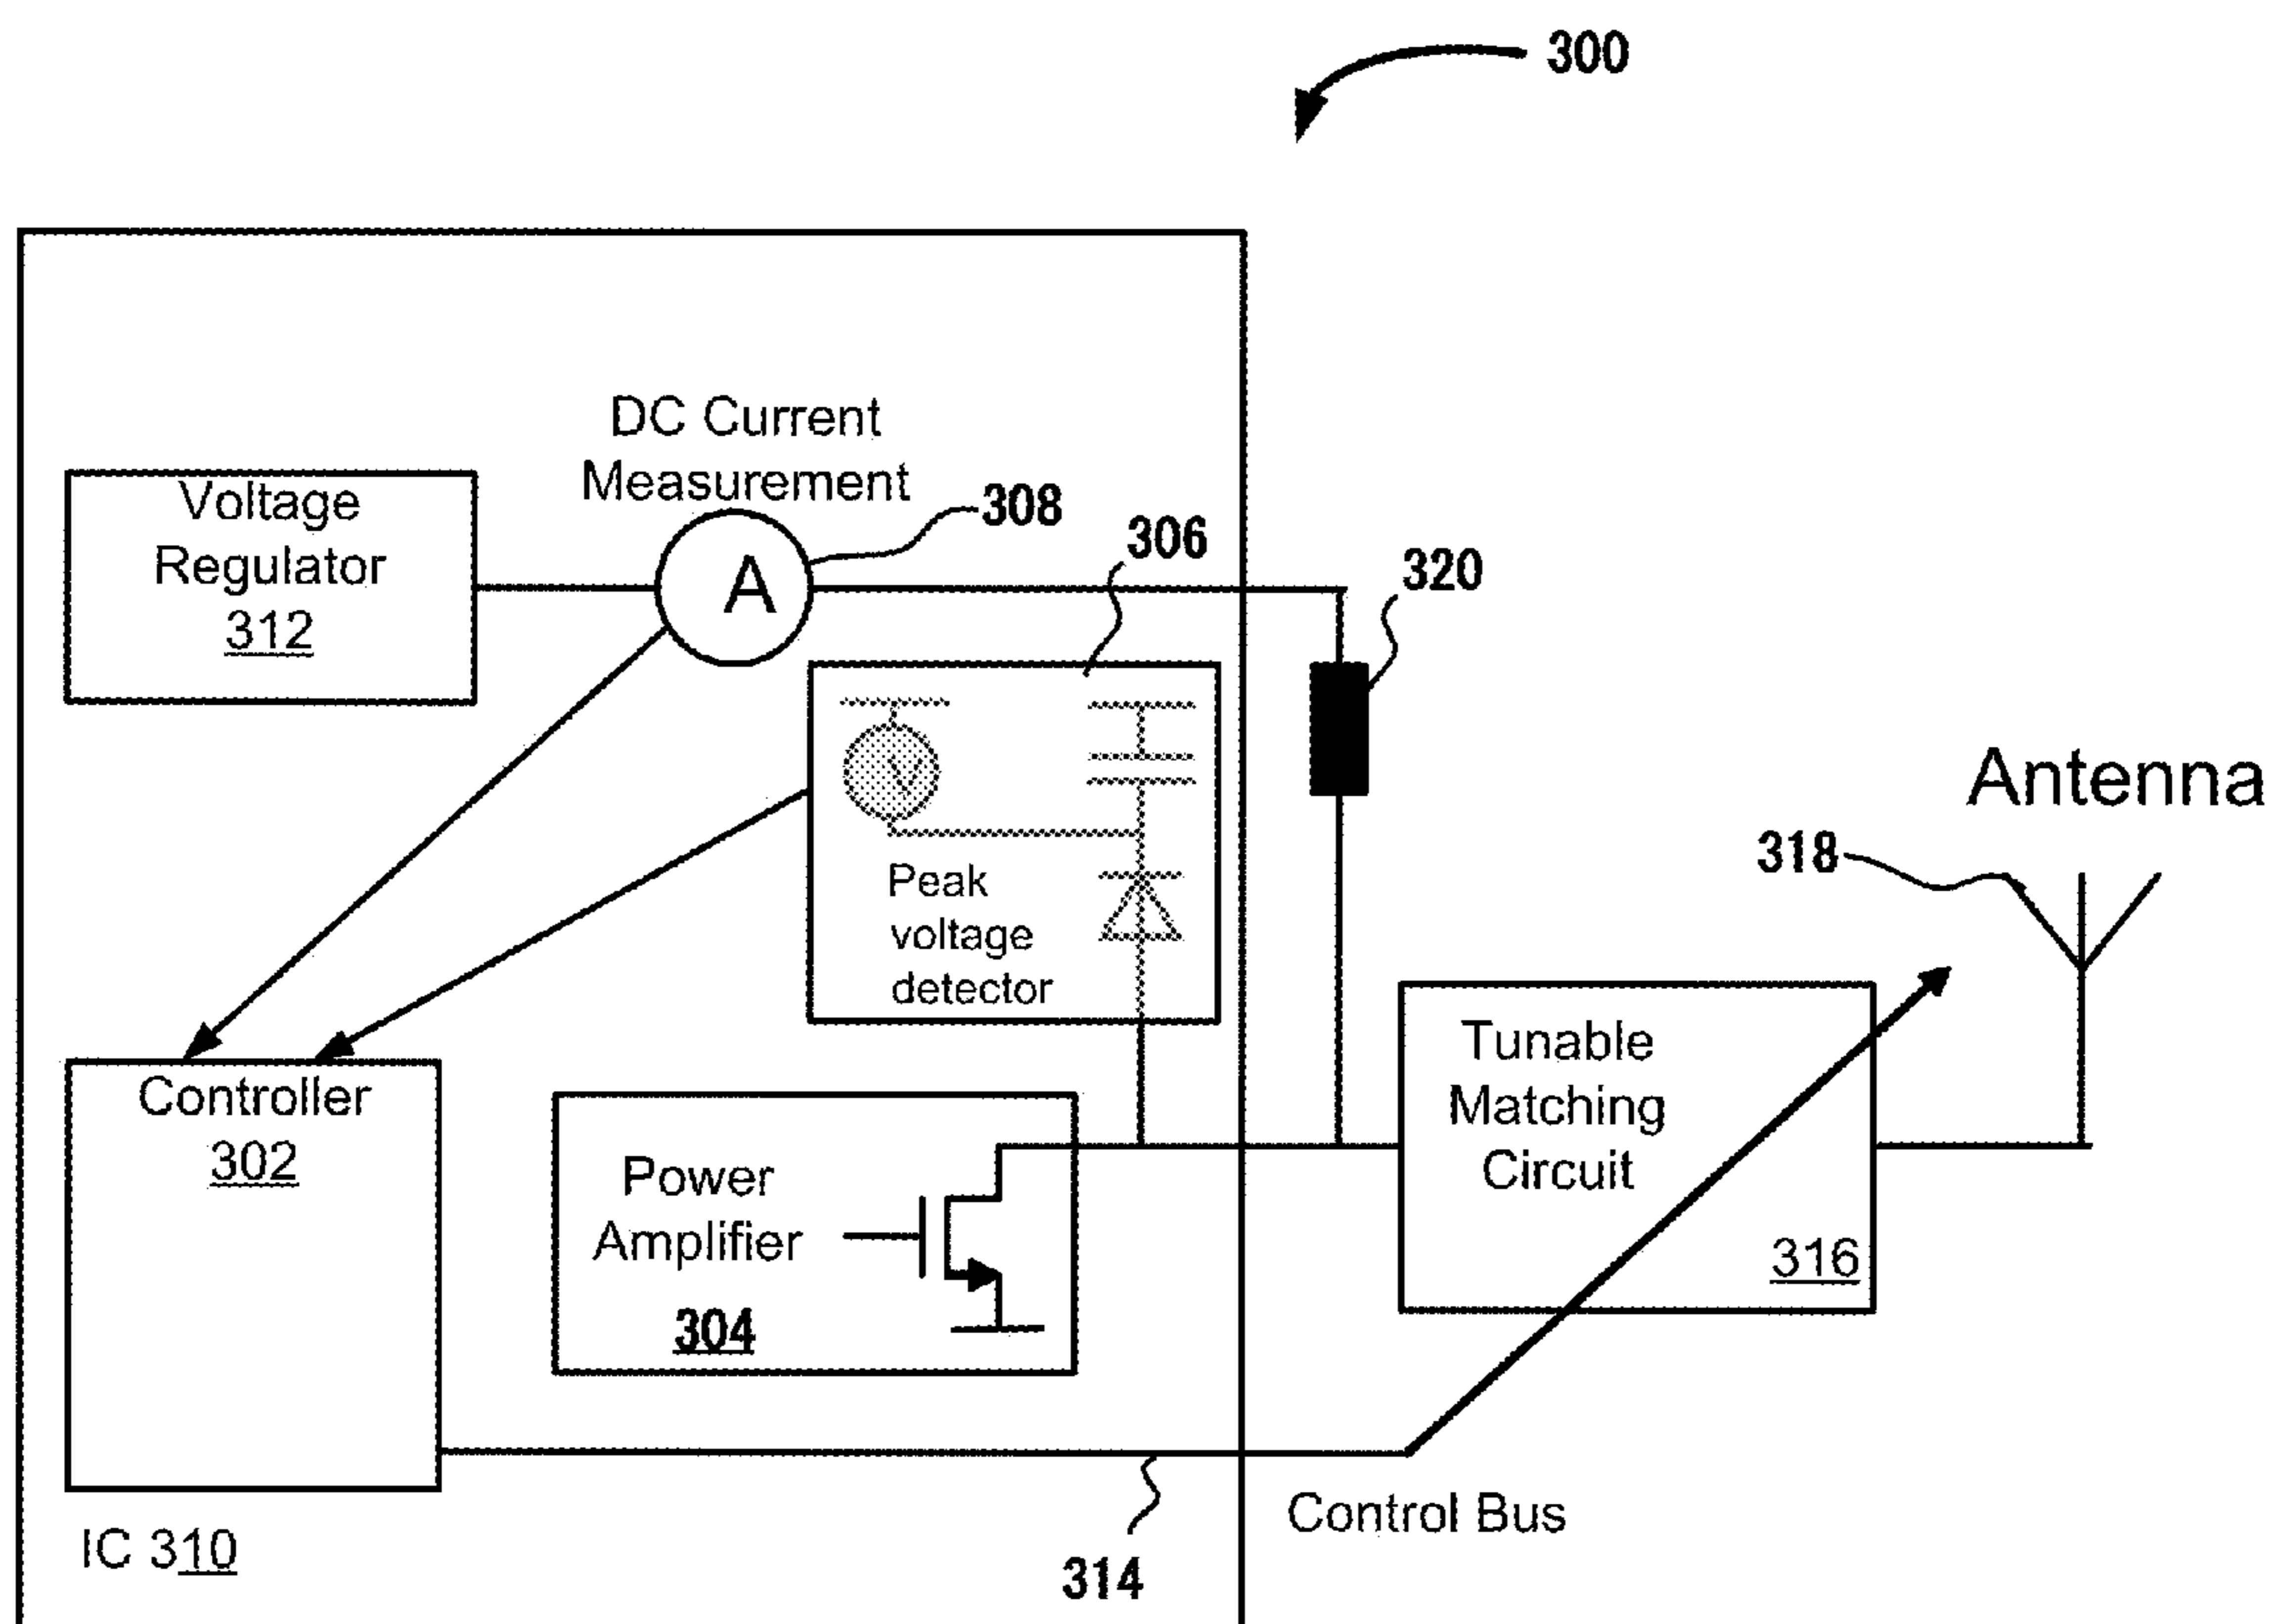 300
DC Current
Measurement
308
Voltage
Regulator
312
A
306
320
V
Peak
voltage
detector
Antenna
318
Controller
302
Power
Amplifier
304
Tunable
Matching
Circuit
316
Control Bus
314
IC 310